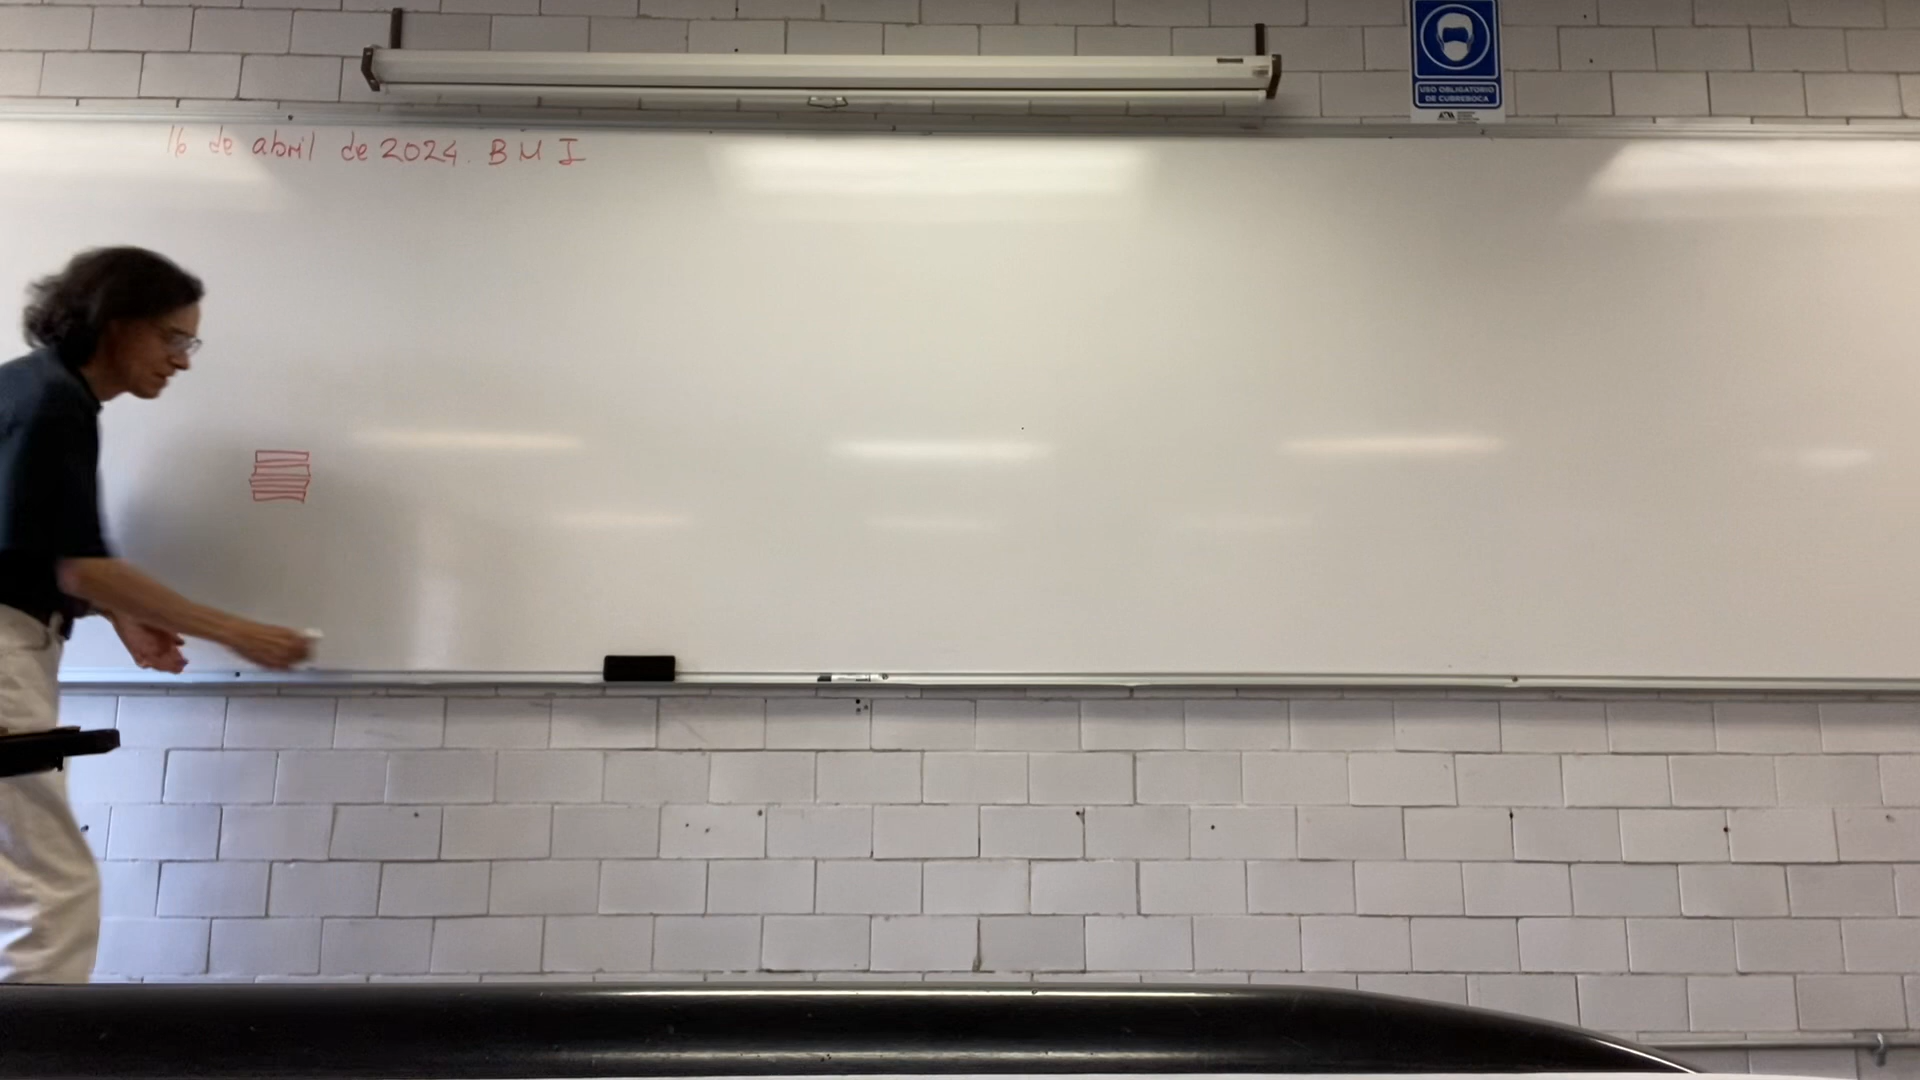 USO OBLIGATORIO
DE CUBREBOCA
16 de abril de 2024. B M I